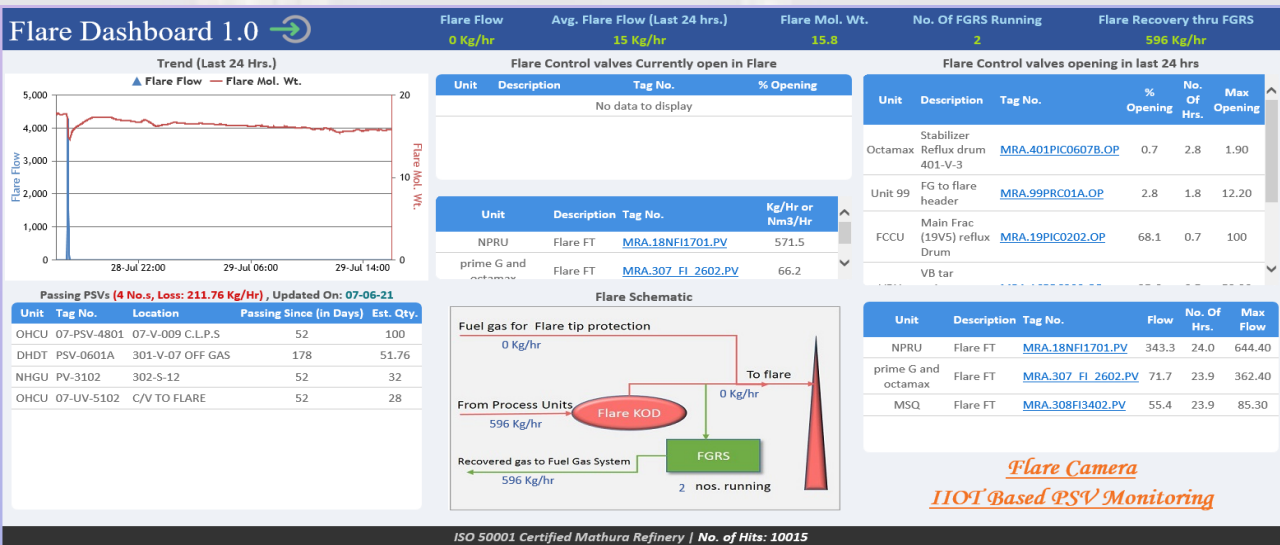 Flare Dashboard 1.0
Flare Flow
0 Kg/hr
Avg. Flare Flow (Last 24 hrs.)
15 Kg/hr
Flare Mol. Wt.
15.8
No. Of FGRS Running
2
Flare Recovery thru FGRS
596 Kg/hr
Trend (Last 24 Hrs.)
Flare Flow Flare Mol. Wt.
5,000
4,000
3,000
2,000
1,000
0
Flare Flow
20
10
0
Flare Mol. Wt.
28-Jul 22:00 29-Jul 06:00 29-Jul 14:00
Passing PSVs (4 No.s, Loss: 211.76 Kg/Hr) , Updated On: 07-06-21
Unit Tag No. Location Passing Since (in Days) Est. Qty.
OHCU 07-PSV-4801 07-V-009 C.L.P.S 52 100
DHDT PSV-0601A 301-V-07 OFF GAS 178 51.76
NHGU PV-3102 302-S-12 52 32
OHCU 07-UV-5102 C/V TO FLARE 52 28
Flare Control valves Currently open in Flare
Unit Description Tag No. % Opening
No data to display
Unit Description Tag No. Kg/Hr or
Nm3/Hr
NPRU Flare FT MRA.18NFI1701.PV 571.5
prime G and
octamax
Flare FT MRA.307_FI_2602.PV 66.2
Flare Schematic
Fuel gas for Flare tip protection
0 Kg/hr
To flare
0 Kg/hr
From Process Units
596 Kg/hr
Flare KOD
FGRS
Recovered gas to Fuel Gas System
596 Kg/hr
2 nos. running
Flare Control valves opening in last 24 hrs
Unit Description Tag No. %
Opening No.
Of
Hrs. Max
Opening
Octamax Stabilizer
Reflux drum
401-V-3 MRA.401PIC0607B.OP 0.7 2.8 1.90
Unit 99 FG to flare
header MRA.99PRC01A.OP 2.8 1.8 12.20
FCCU Main Frac
(19V5) reflux
Drum MRA.19PIC0202.OP 68.1 0.7 100
VB tar
Unit Description Tag No. Flow No. Of
Hrs. Max
Flow
NPRU Flare FT MRA.18NFI1701.PV 343.3 24.0 644.40
prime G and
octamax Flare FT MRA.307_FI_2602.PV 71.7 23.9 362.40
MSQ Flare FT MRA.308FI3402.PV 55.4 23.9 85.30
Flare Camera
IIOT Based PSV Monitoring
ISO 50001 Certified Mathura Refinery | No. of Hits: 10015